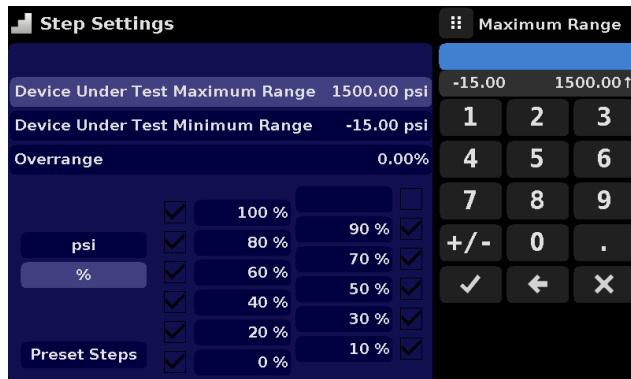 Step Settings
Maximum Range
Device Under Test Maximum Range 1500.00 psi
Device Under Test Minimum Range -15.00 psi
Overrange 0.00%
100 %
90 %
psi
80 %
70 %
%
60 %
50 %
40 %
30 %
20 %
10 %
Preset Steps
0 %
-15.00 1500.00↑
1 2 3
4 5 6
7 8 9
+/- 0 .